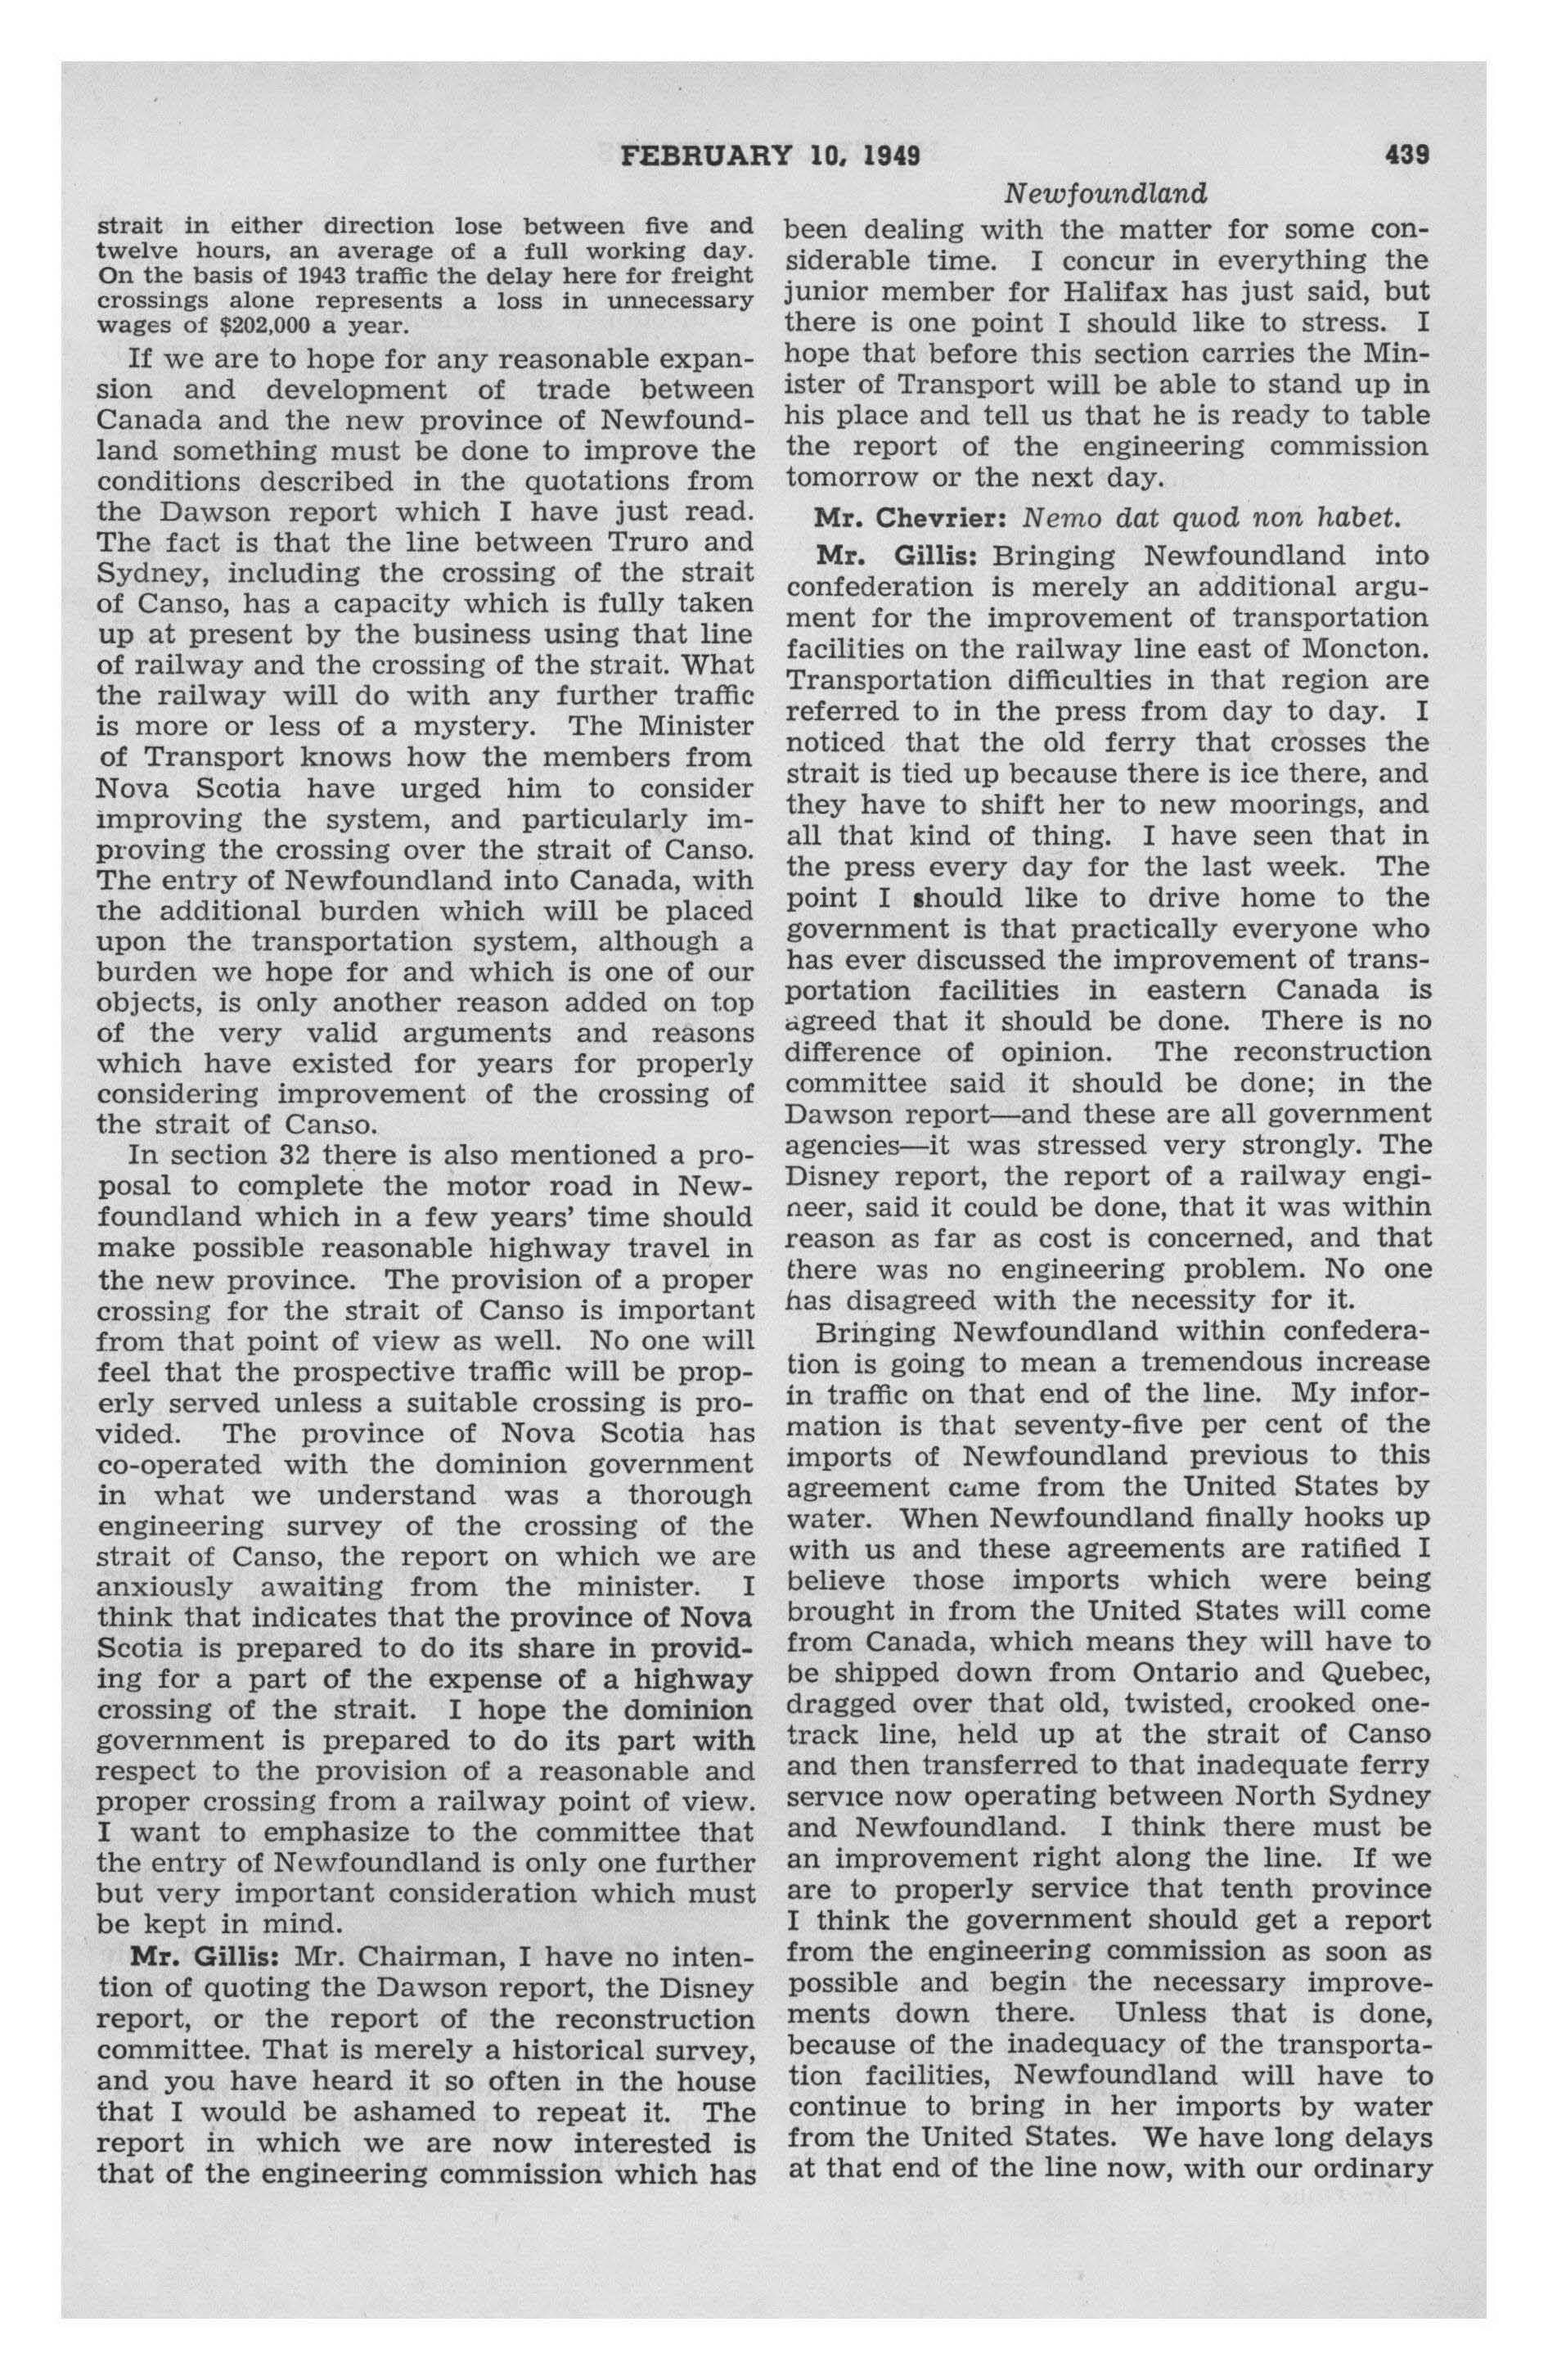 FEBRUARY 10, 1949 439
Newfoundland
strait in either direction lose between five and
twelve hours, an average of a full working day.
On the basis of 1943 traffic the delay here for freight
crossings alone represents a loss in unnecessary
wages of $202,000 a year.
If we are to hope for any reasonable expan-
sion and development of trade between
Canada and the new province of Newfound-
land something must be done to improve the
conditions described in the quotations from
the Dawson report which I have just read.
The fact is that the line between Truro and
Sydney, including the crossing of the strait
of Canso, has a capacity which is fully taken
up at present by the business using that line
of railway and the crossing of the strait. What
the railway will do with any further traffic
is more or less of a mystery. The Minister
of Transport knows how the members from
Nova Scotia have urged him to consider
improving the system, and particularly im-
proving the crossing over the strait of Canso.
The entry of Newfoundland into Canada, with
the additional burden which will be placed
upon the transportation system, although a
burden we hope for and which is one of our
objects, is only another reason added on top
of the very valid arguments and reasons
which have existed for years for properly
considering improvement of the crossing of
the strait of Canso.
In section 32 there is also mentioned a pro-
posal to complete the motor road in New-
foundland which in a few years' time should
make possible reasonable highway travel in
the new province. The provision of a proper
crossing for the strait of Canso is important
from that point of view as well. No one will
feel that the prospective traffic will be prop-
erly served unless a suitable crossing is pro-
vided. The province of Nova Scotia has
co-operated with the dominion government
in what we understand was a thorough
engineering survey of the crossing of the
strait of Canso, the report on which we are
anxiously awaiting from the minister. I
think that indicates that the province of Nova
Scotia is prepared to do its share in provid-
ing for a part of the expense of a highway
crossing of the strait. I hope the dominion
government is prepared to do its part with
respect to the provision of a reasonable and
proper crossing from a railway point of view.
I want to emphasize to the committee that
the entry of Newfoundland is only one further
but very important consideration which must
be kept in mind.
Mr. Gillis: Mr. Chairman, I have no inten-
tion of quoting the Dawson report, the Disney
report, or the report of the reconstruction
committee. That is merely a historical survey,
and you have heard it so often in the house
that I would be ashamed to repeat it. The
report in which we are now interested is
that of the engineering commission which has
been dealing with the matter for some con-
siderable time. I concur in everything the
junior member for Halifax has just said, but
there is one point I should like to stress. I
hope that before this section carries the Min-
ister of Transport will be able to stand up in
his place and tell us that he is ready to table
the report of the engineering commission
tomorrow or the next day.
Mr. Chevrier: Nemo dat quod non habet.
Mr. Gillis: Bringing Newfoundland into
confederation is merely an additional argu-
ment for the improvement of transportation
facilities on the railway line east of Moncton.
Transportation difficulties in that region are
referred to in the press from day to day. I
noticed that the old ferry that crosses the
strait is tied up because there is ice there, and
they have to shift her to new moorings, and
all that kind of thing. I have seen that in
the press every day for the last week. The
point I should like to drive home to the
government is that practically everyone who
has ever discussed the improvement of trans-
portation facilities in eastern Canada is
agreed that it should be done. There is no
difference of opinion. The reconstruction
committee said it should be done; in the
Dawson report—and these are all government
agencies—it was stressed very strongly. The
Disney report, the report of a railway engi-
neer, said it could be done, that it was within
reason as far as cost is concerned, and that
there was no engineering problem. No one
has disagreed with the necessity for it.
Bringing Newfoundland within confedera-
tion is going to mean a tremendous increase
in traffic on that end of the line. My infor-
mation is that seventy-five per cent of the
imports of Newfoundland previous to this
agreement came from the United States by
water. When Newfoundland finally hooks up
with us and these agreements are ratified I
believe those imports which were being
brought in from the United States will come
from Canada, which means they will have to
be shipped down from Ontario and Quebec,
dragged over that old, twisted, crooked one-
track line, held up at the strait of Canso
and then transferred to that inadequate ferry
service now operating between North Sydney
and Newfoundland. I think there must be
an improvement right along the line. If we
are to properly service that tenth province
I think the government should get a report
from the engineering commission as soon as
possible and begin the necessary improve-
ments down there. Unless that is done,
because of the inadequacy of the transporta-
tion facilities, Newfoundland will have to
continue to bring in her imports by water
from the United States. We have long delays
at that end of the line now, with our ordinary